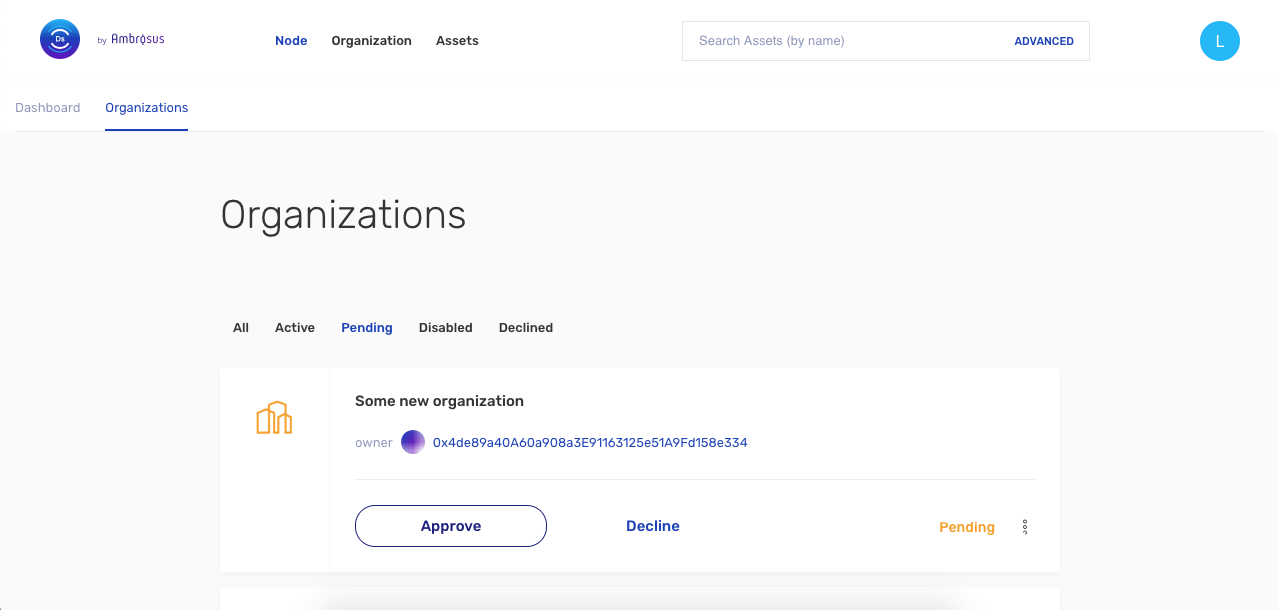 Ds by Ambrosus Node Organization Assets Search Assets (by name) ADVANCED L
Dashboard Organizations
Organizations
All Active Pending Disabled Declined
Some new organization
owner 0x4de89a40A60a908a3E91163125e51A9Fd158e334
Approve Decline Pending